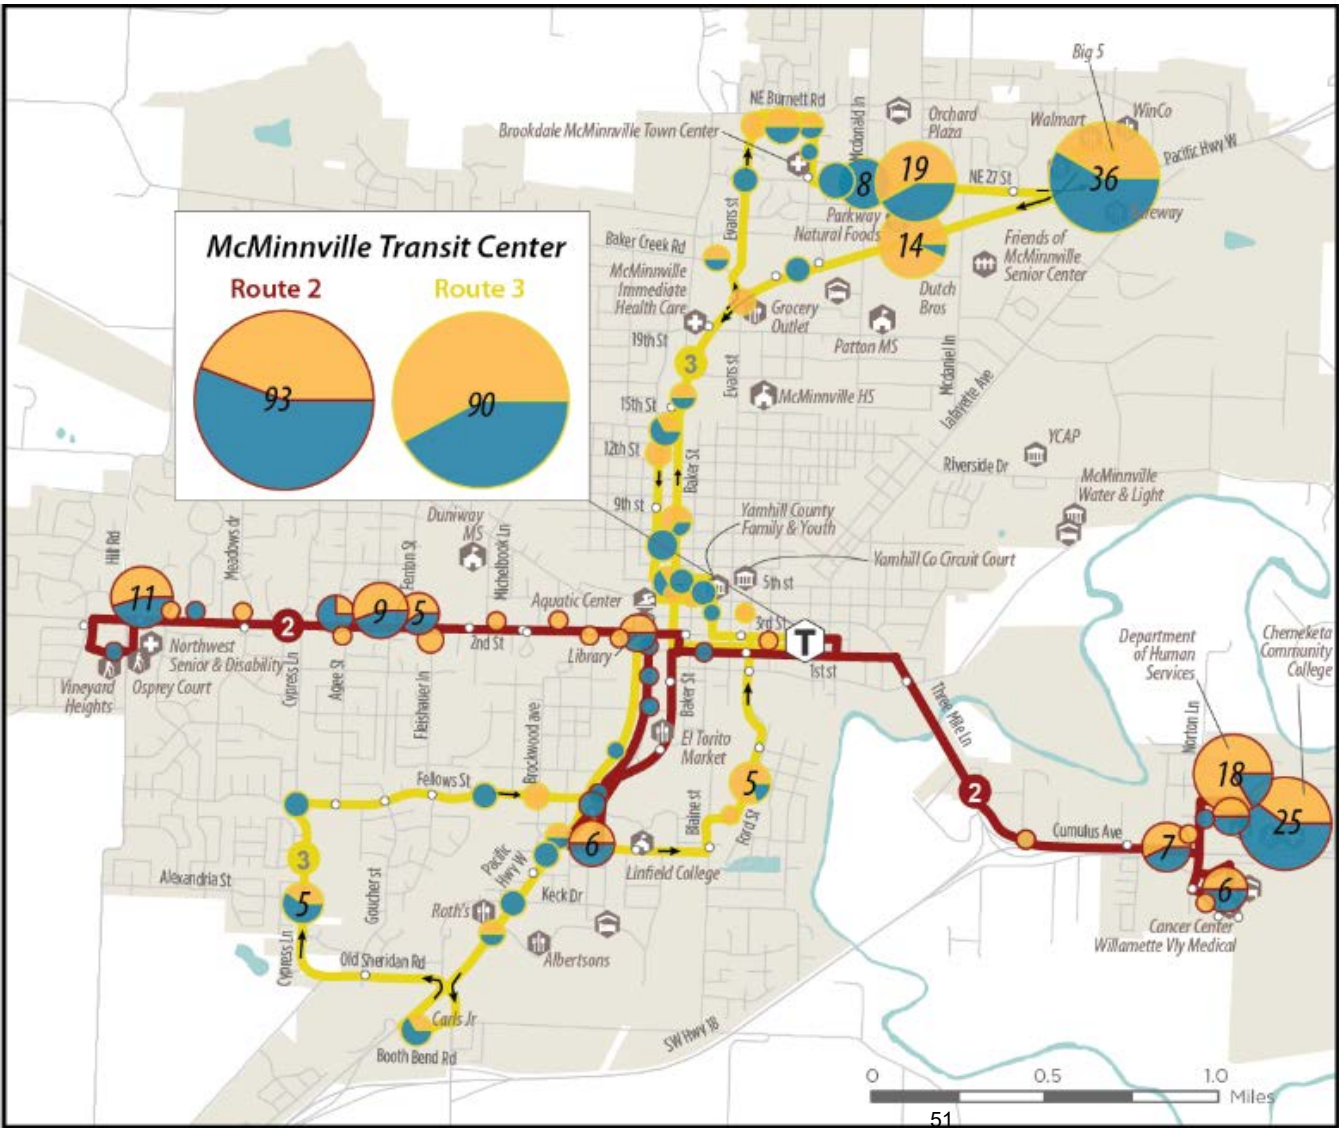 Big 5
NE Burnett Rd
Mcdonald ln
Orchard
Plaza
Walmart
WinCo
Brookdale McMinnville Town Center
Pacific Hwy W
8
19
NE 27 St
36
Evans st
Parkway
Natural Foods
14
Baker Creek Rd
McMinnville
Immediate
Health Care
Friends of
McMinnville
Senior Center
Dutch
Bros
Grocery
Outlet
19th St
Patton MS
3
Evans st
Mcdaniel ln
Lafayette Ave
McMinnville HS
15th St
12th St
Baker St
9th st
Riverside Dr
YCAP
McMinnville
Water & Light
McMinnville Transit Center
Route 2
Route 3
93
90
Yamhill County
Family & Youth
Yamhill Co Circuit Court
5th st
3rd St
T
1st st
Hill Rd
Meadows dr
Duniway
MS
Fenton St
Michelbook Ln
Aquatic Center
11
2
9
5
2nd St
Library
Northwest
Senior & Disability
Vineyard
Heights
Osprey Court
Cypress Ln
Agee St
Fleishauer ln
Baker St
El Torito
Market
Brockwood ave
Fellows St
Blaine st
5
Ford St
Three Mile Ln
2
Cumulus Ave
Department
of Human
Services
Chemeketa
Community
College
Norton Ln
18
25
7
6
Cancer Center
Willamette Vly Medical
3
Alexandria St
5
Goucher st
Cypress Ln
Old Sheridan Rd
Pacific
Hwy W
6
Linfield College
Keck Dr
Roth's
Albertsons
Carls Jr
Booth Bend Rd
SW Hwy 18
0 0.5 1.0
Miles
51